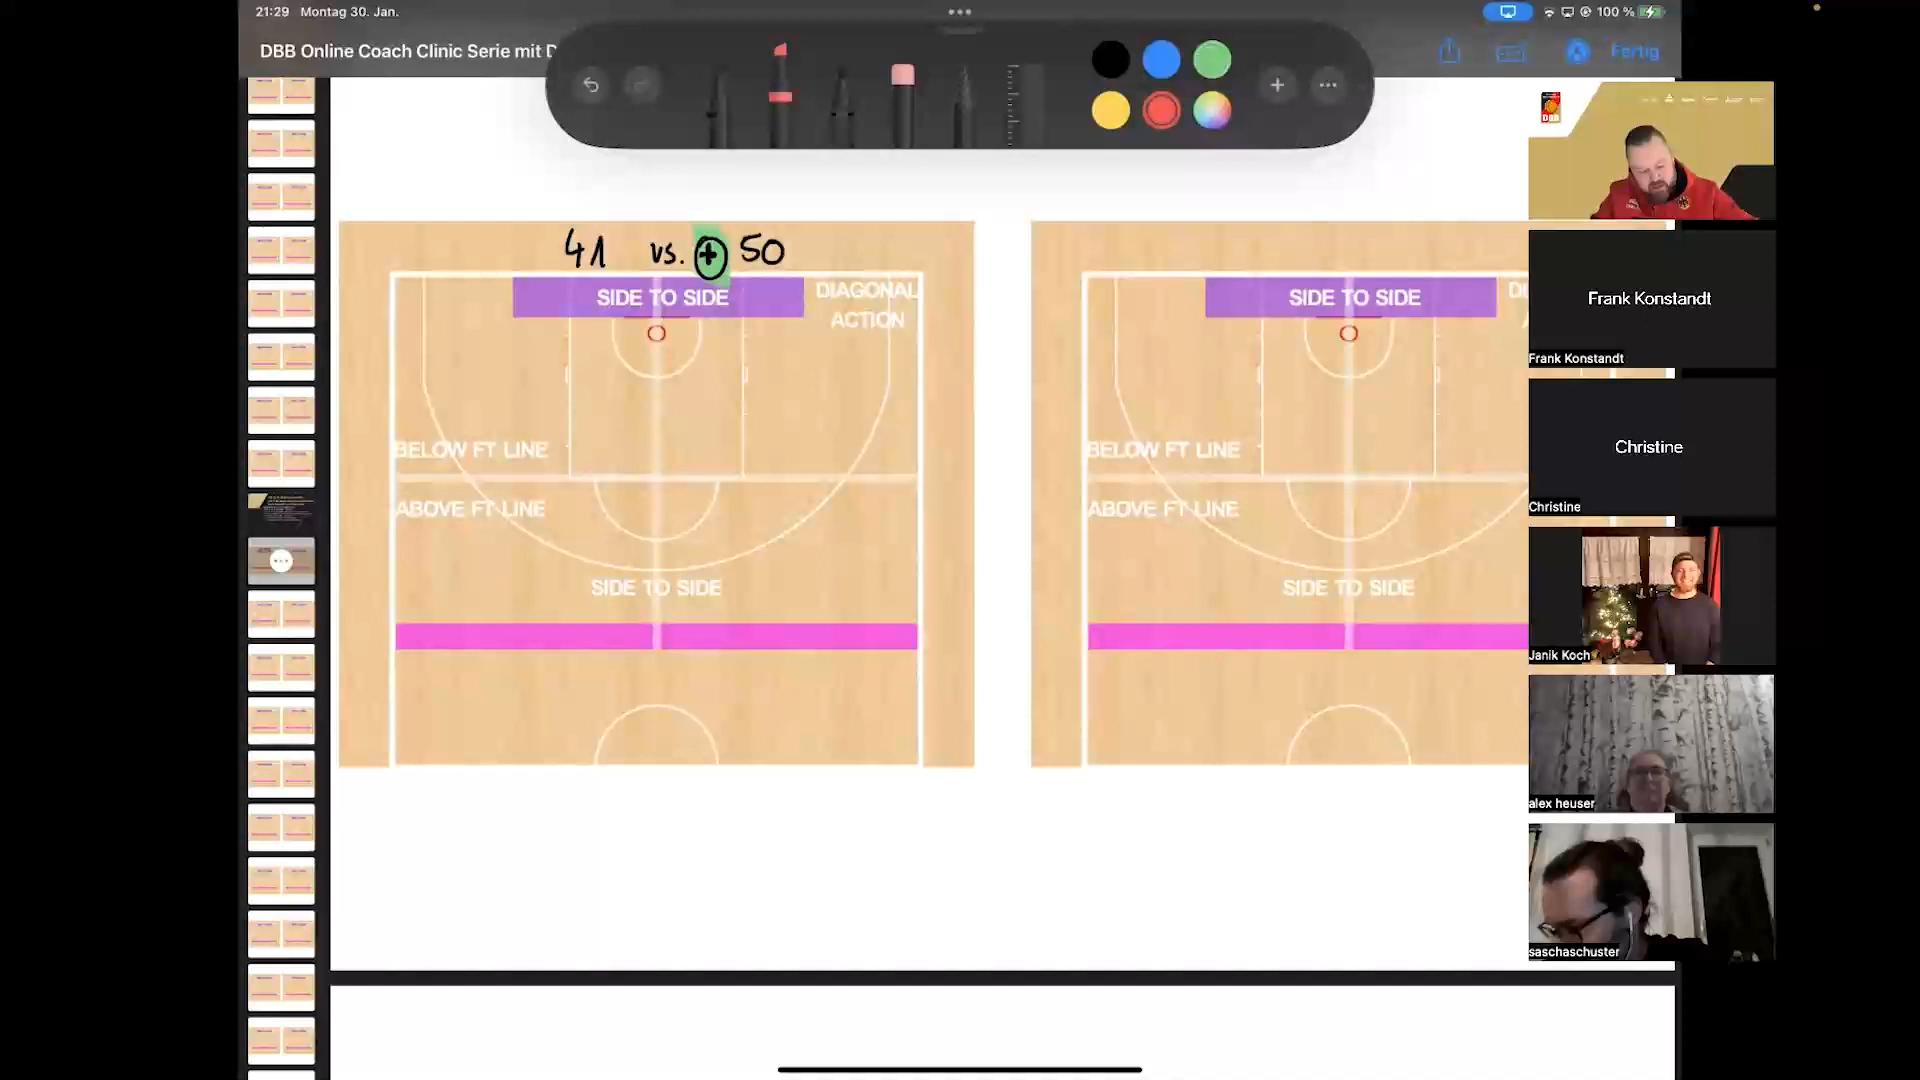 21:29 Montag 30. Jan.
100 %
DBB Online Coach Clinic Serie mit D
Fertig
41 vs. + 50
SIDE TO SIDE
DIAGONAL
ACTION
BELOW FT LINE
ABOVE FT LINE
SIDE TO SIDE
SIDE TO SIDE
BELOW FT LINE
ABOVE FT LINE
SIDE TO SIDE
DBB
Frank Konstandt
Frank Konstandt
Christine
Christine
Janik Koch
alex heuser
saschaschuster